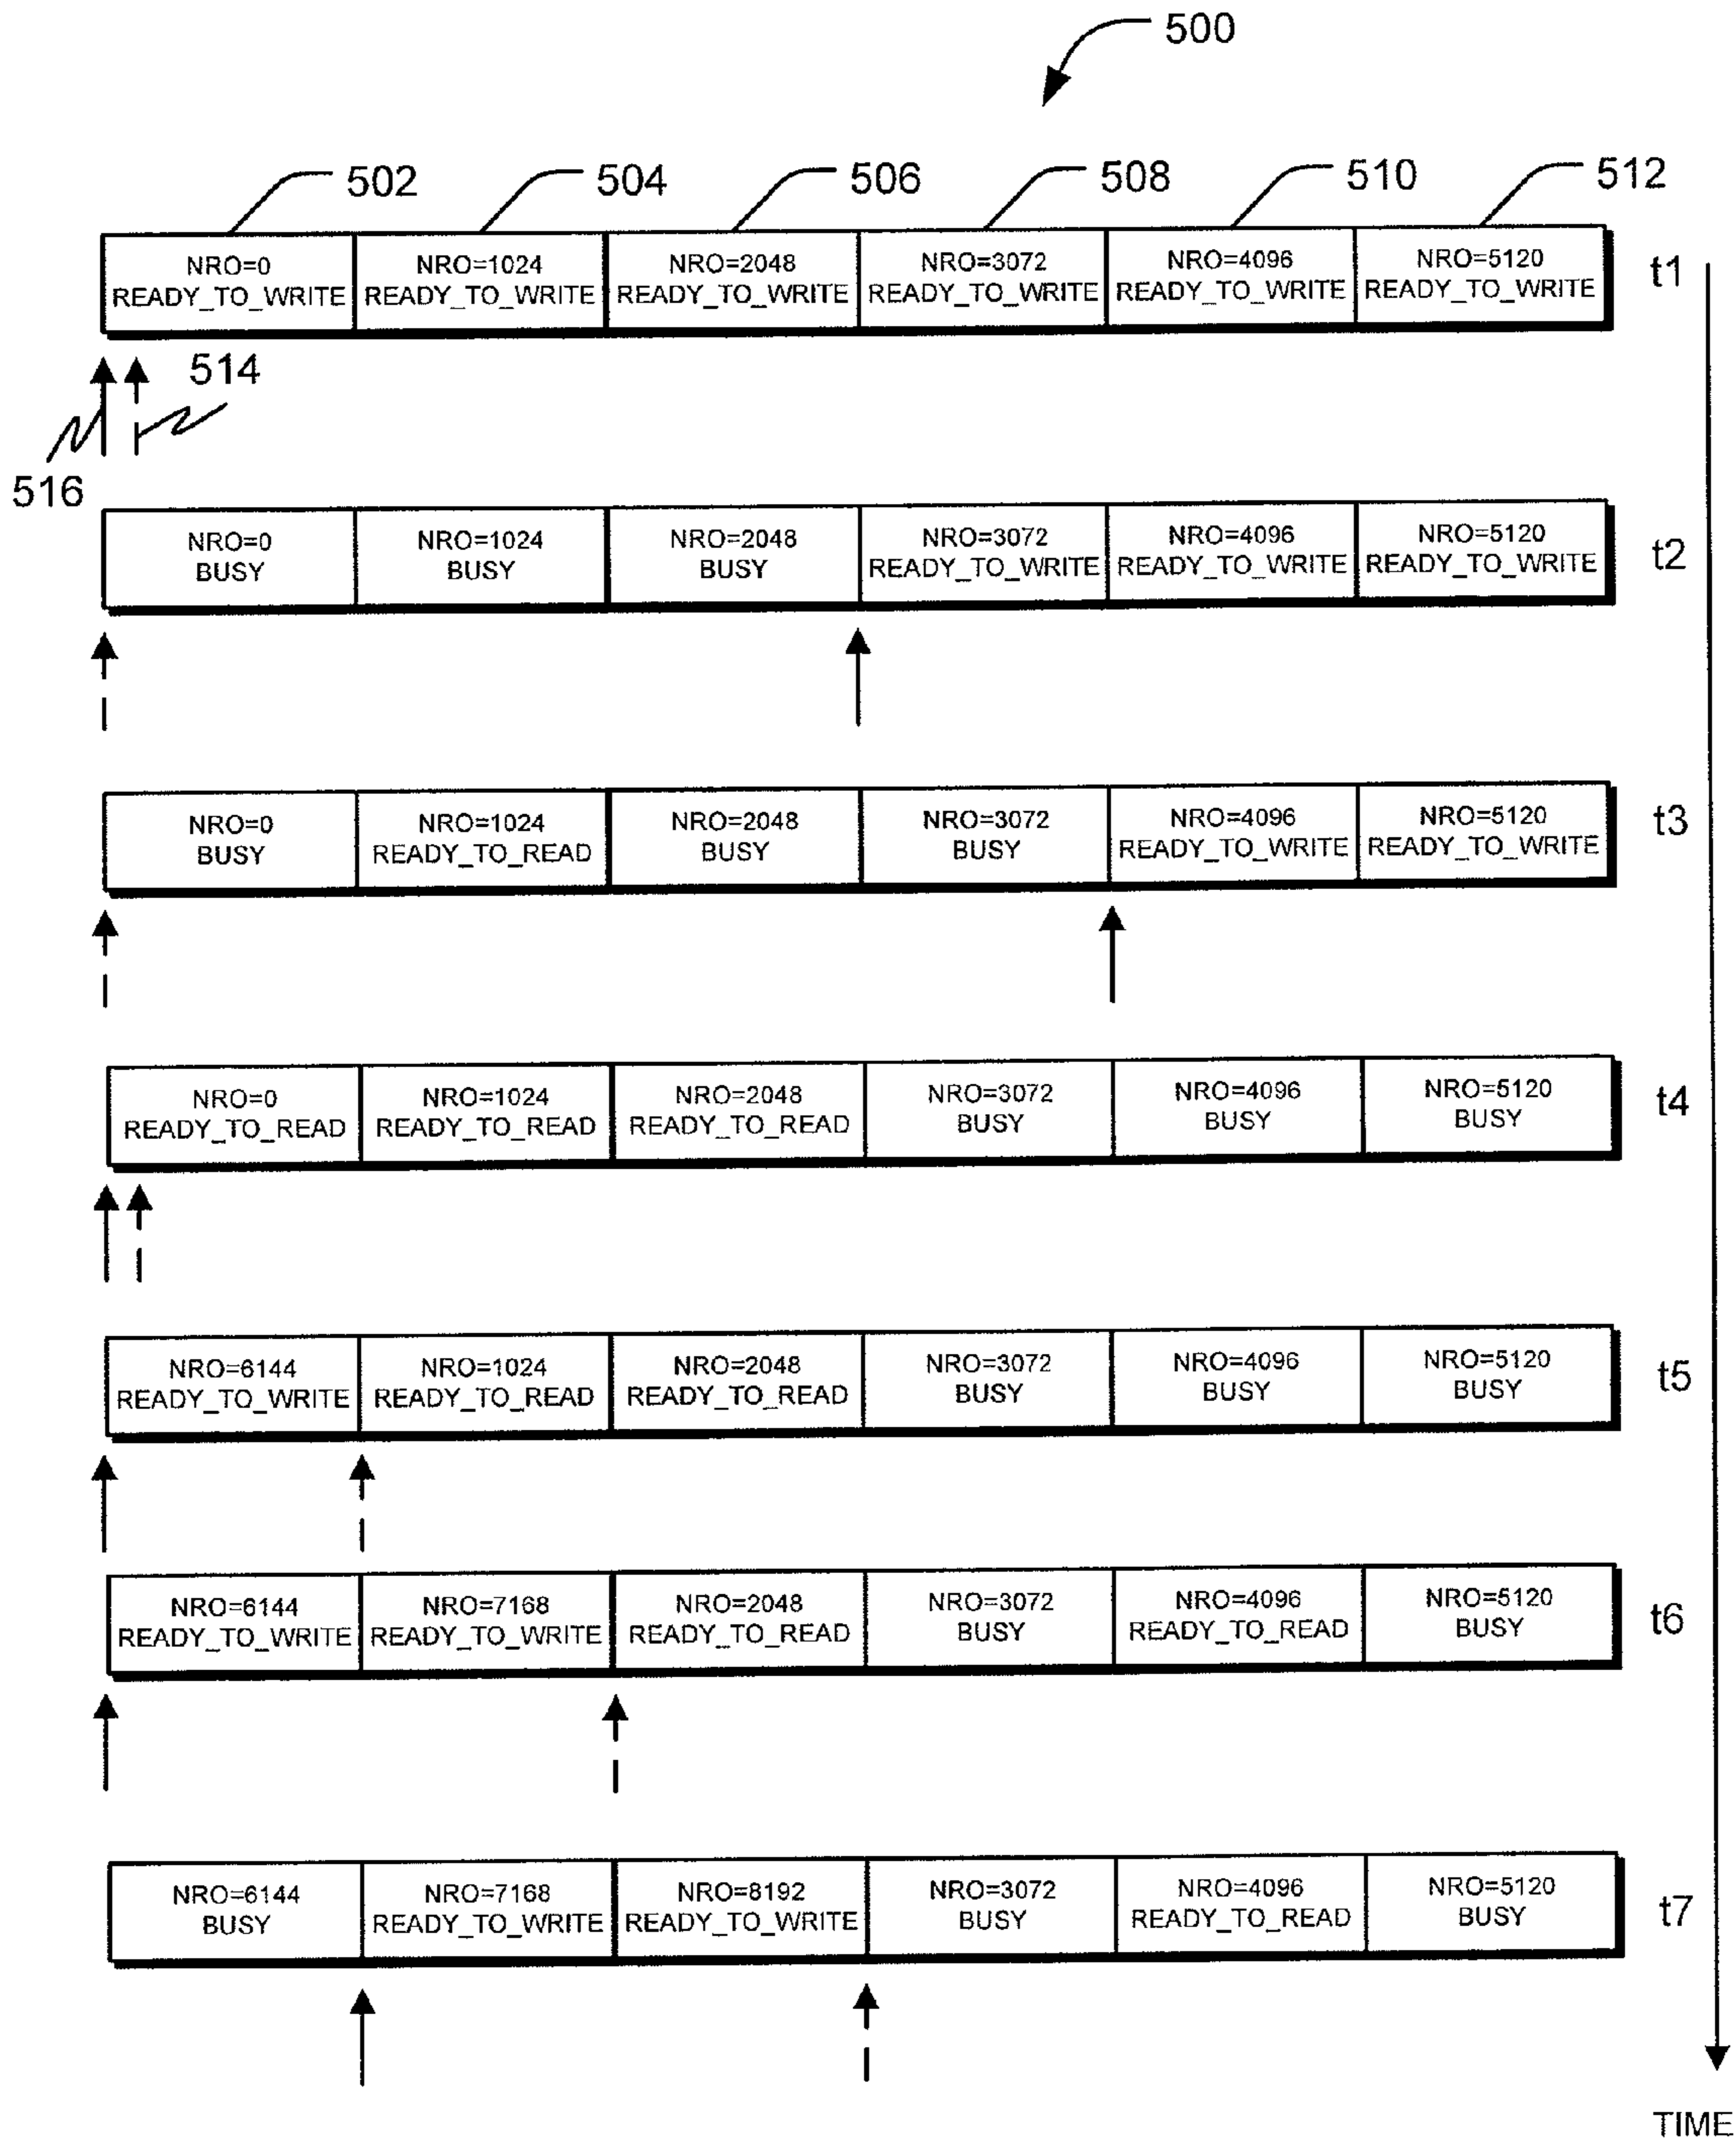 500
502 504 506 508 510 512
NRO=0 NRO=1024 NRO=2048 NRO=3072 NRO=4096 NRO=5120 t1
READY_TO_WRITE READY_TO_WRITE READY_TO_WRITE READY_TO_WRITE READY_TO_WRITE READY_TO_WRITE
514
516
NRO=0 NRO=1024 NRO=2048 NRO=3072 NRO=4096 NRO=5120 t2
BUSY BUSY BUSY READY_TO_WRITE READY_TO_WRITE READY_TO_WRITE
NRO=0 NRO=1024 NRO=2048 NRO=3072 NRO=4096 NRO=5120 t3
BUSY READY_TO_READ BUSY BUSY READY_TO_WRITE READY_TO_WRITE
NRO=0 NRO=1024 NRO=2048 NRO=3072 NRO=4096 NRO=5120 t4
READY_TO_READ READY_TO_READ READY_TO_READ BUSY BUSY BUSY
NRO=6144 NRO=1024 NRO=2048 NRO=3072 NRO=4096 NRO=5120 t5
READY_TO_WRITE READY_TO_READ READY_TO_READ BUSY BUSY BUSY
NRO=6144 NRO=7168 NRO=2048 NRO=3072 NRO=4096 NRO=5120 t6
READY_TO_WRITE READY_TO_WRITE READY_TO_READ BUSY READY_TO_READ BUSY
NRO=6144 NRO=7168 NRO=8192 NRO=3072 NRO=4096 NRO=5120 t7
BUSY READY_TO_WRITE READY_TO_WRITE BUSY READY_TO_READ BUSY
TIME